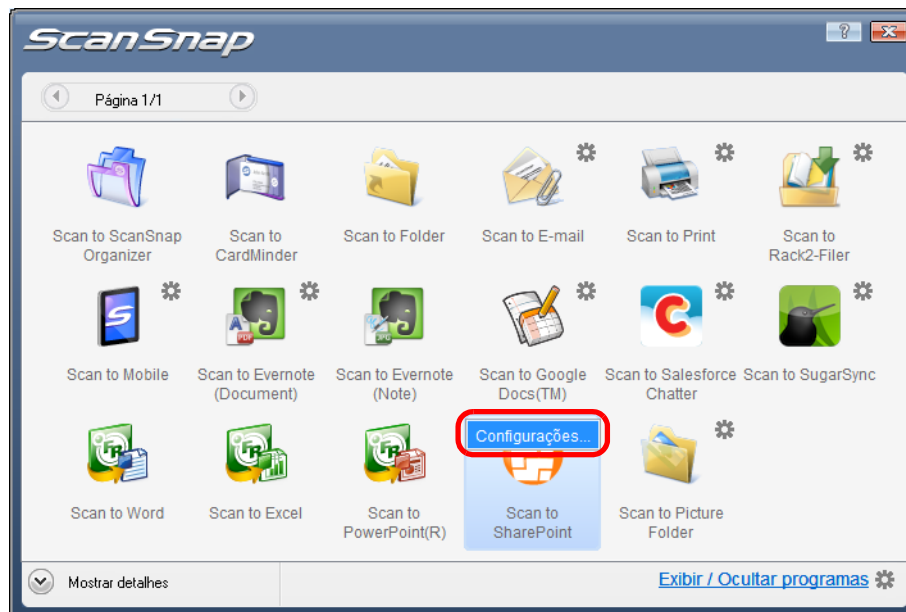 ScanSnap
Página 1/1
Scan to ScanSnap
Organizer
Scan to
CardMinder
Scan to Folder
Scan to E-mail
Scan to Print
Scan to
Rack2-Filer
Scan to Mobile
Scan to Evernote
(Document)
Scan to Evernote
(Note)
Scan to Google
Docs(TM)
Scan to Salesforce
Chatter
Scan to SugarSync
Configurações...
Scan to Word
Scan to Excel
Scan to
PowerPoint(R)
Scan to
SharePoint
Scan to Picture
Folder
Mostrar detalhes
Exibir / Ocultar programas